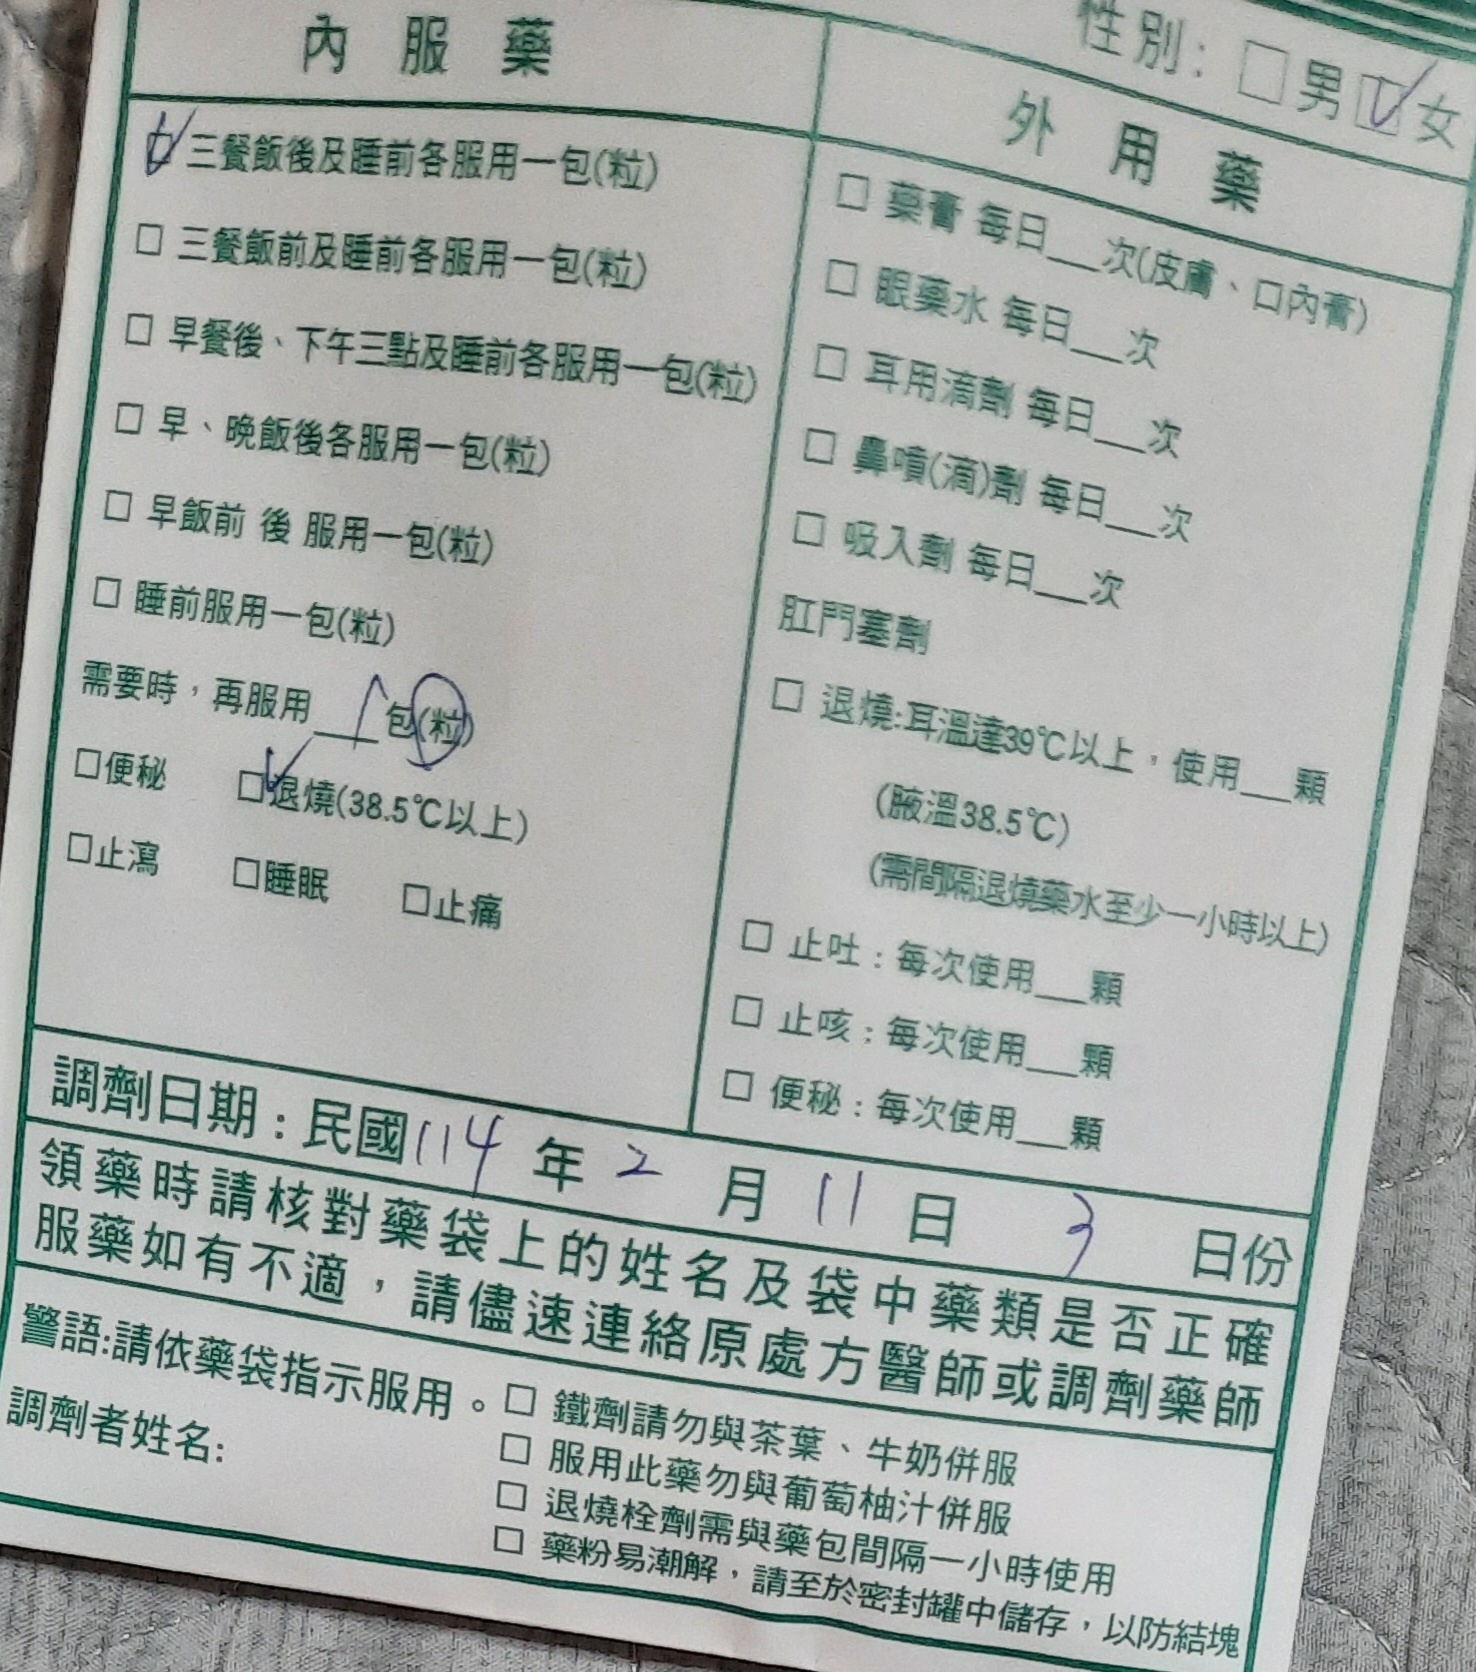 性別：□男☑女
內服藥
☑三餐飯後及睡前各服用一包(粒)
□ 三餐飯前及睡前各服用一包(粒)
□ 早餐後、下午三點及睡前各服用一包(粒)
□ 早、晚飯後各服用一包(粒)
□ 早飯前 後 服用一包(粒)
□ 睡前服用一包(粒)
需要時，再服用 1 包(粒)
□便秘 ☑退燒(38.5℃以上)
□止瀉 □睡眠 □止痛
外用藥
□ 藥膏 每日__次(皮膚、口內膏)
□ 眼藥水 每日__次
□ 耳用滴劑 每日__次
□ 鼻噴(滴)劑 每日__次
□ 吸入劑 每日__次
肛門塞劑
□ 退燒:耳溫達39℃以上，使用__顆
(腋溫38.5℃)
(需間隔退燒藥水至少一小時以上)
□ 止吐：每次使用__顆
□ 止咳：每次使用__顆
□ 便秘：每次使用__顆
調劑日期：民國114年2月11日 3日份
領藥時請核對藥袋上的姓名及袋中藥類是否正確
服藥如有不適，請儘速連絡原處方醫師或調劑藥師
警語:請依藥袋指示服用。
調劑者姓名:
□ 鐵劑請勿與茶葉、牛奶併服
□ 服用此藥勿與葡萄柚汁併服
□ 退燒栓劑需與藥包間隔一小時使用
□ 藥粉易潮解，請至於密封罐中儲存，以防結塊